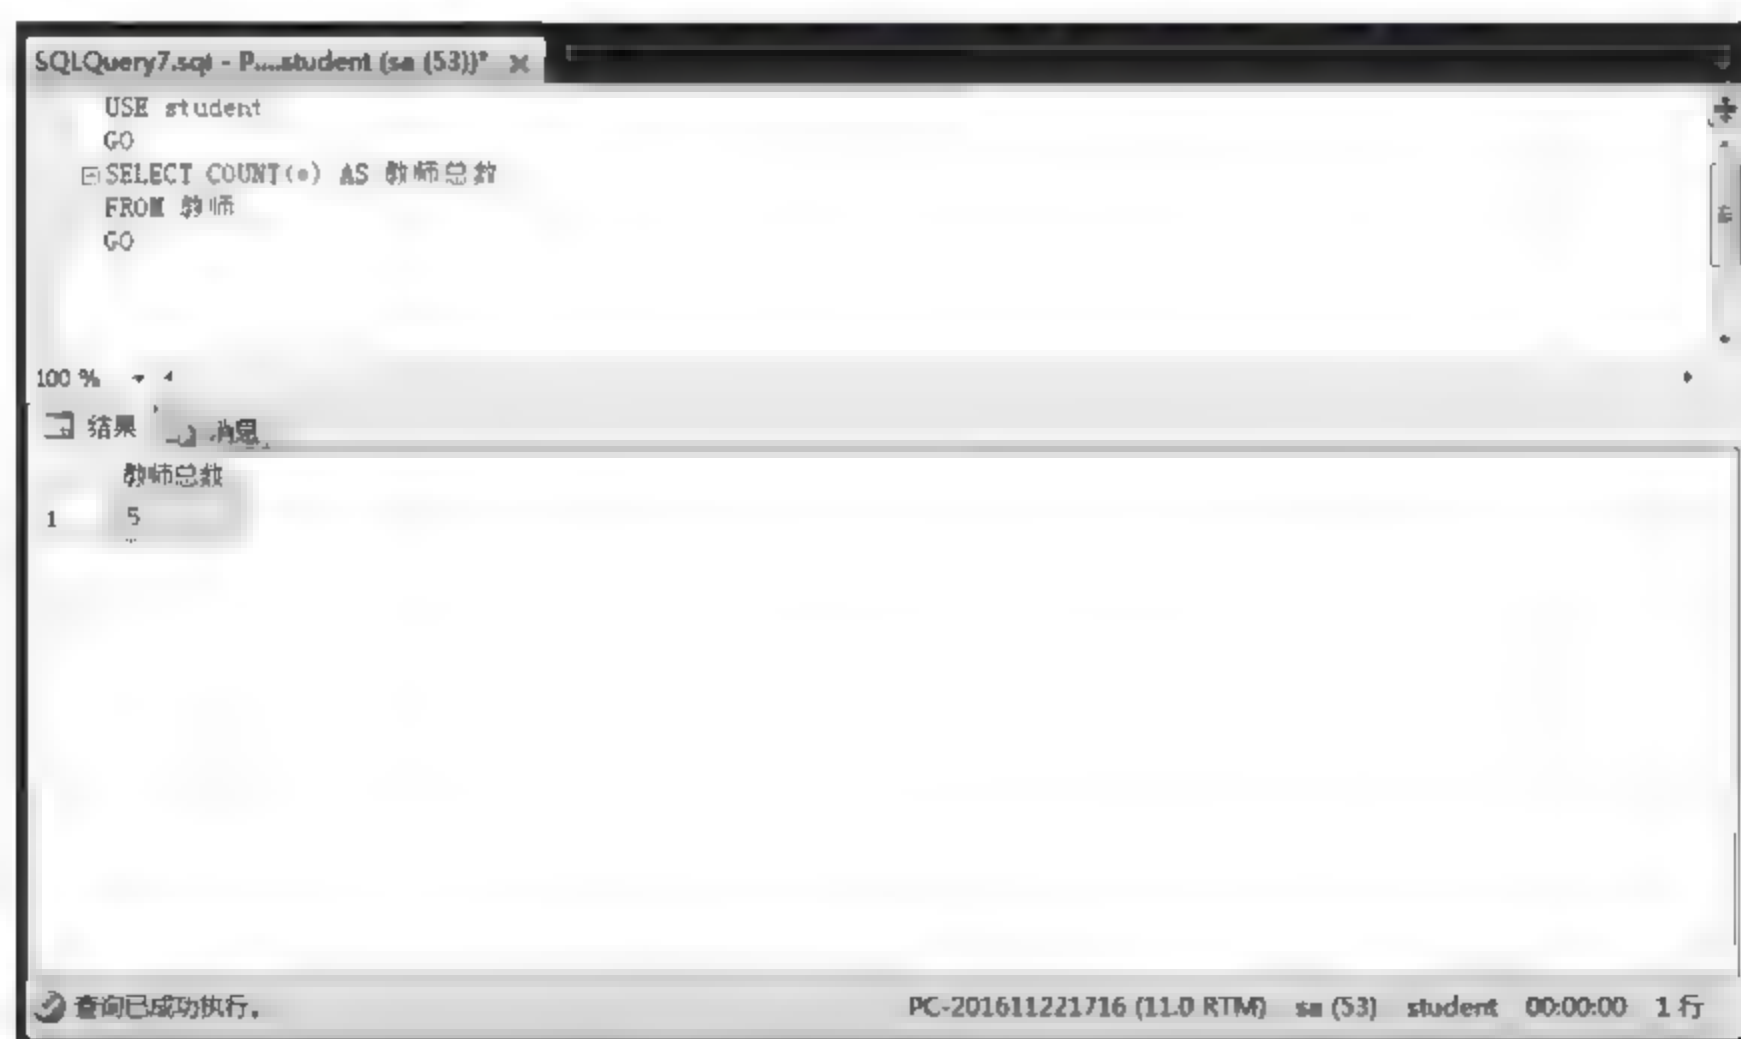 SQLQuery7.sql - P....student (sa (53))* ×
USE student
GO
SELECT COUNT(*) AS 教师总数
FROM 教师
GO
100 %
结果 消息
教师总数
1 5
查询已成功执行。 PC-201611221716 (11.0 RTM) sa (53) student 00:00:00 1 行